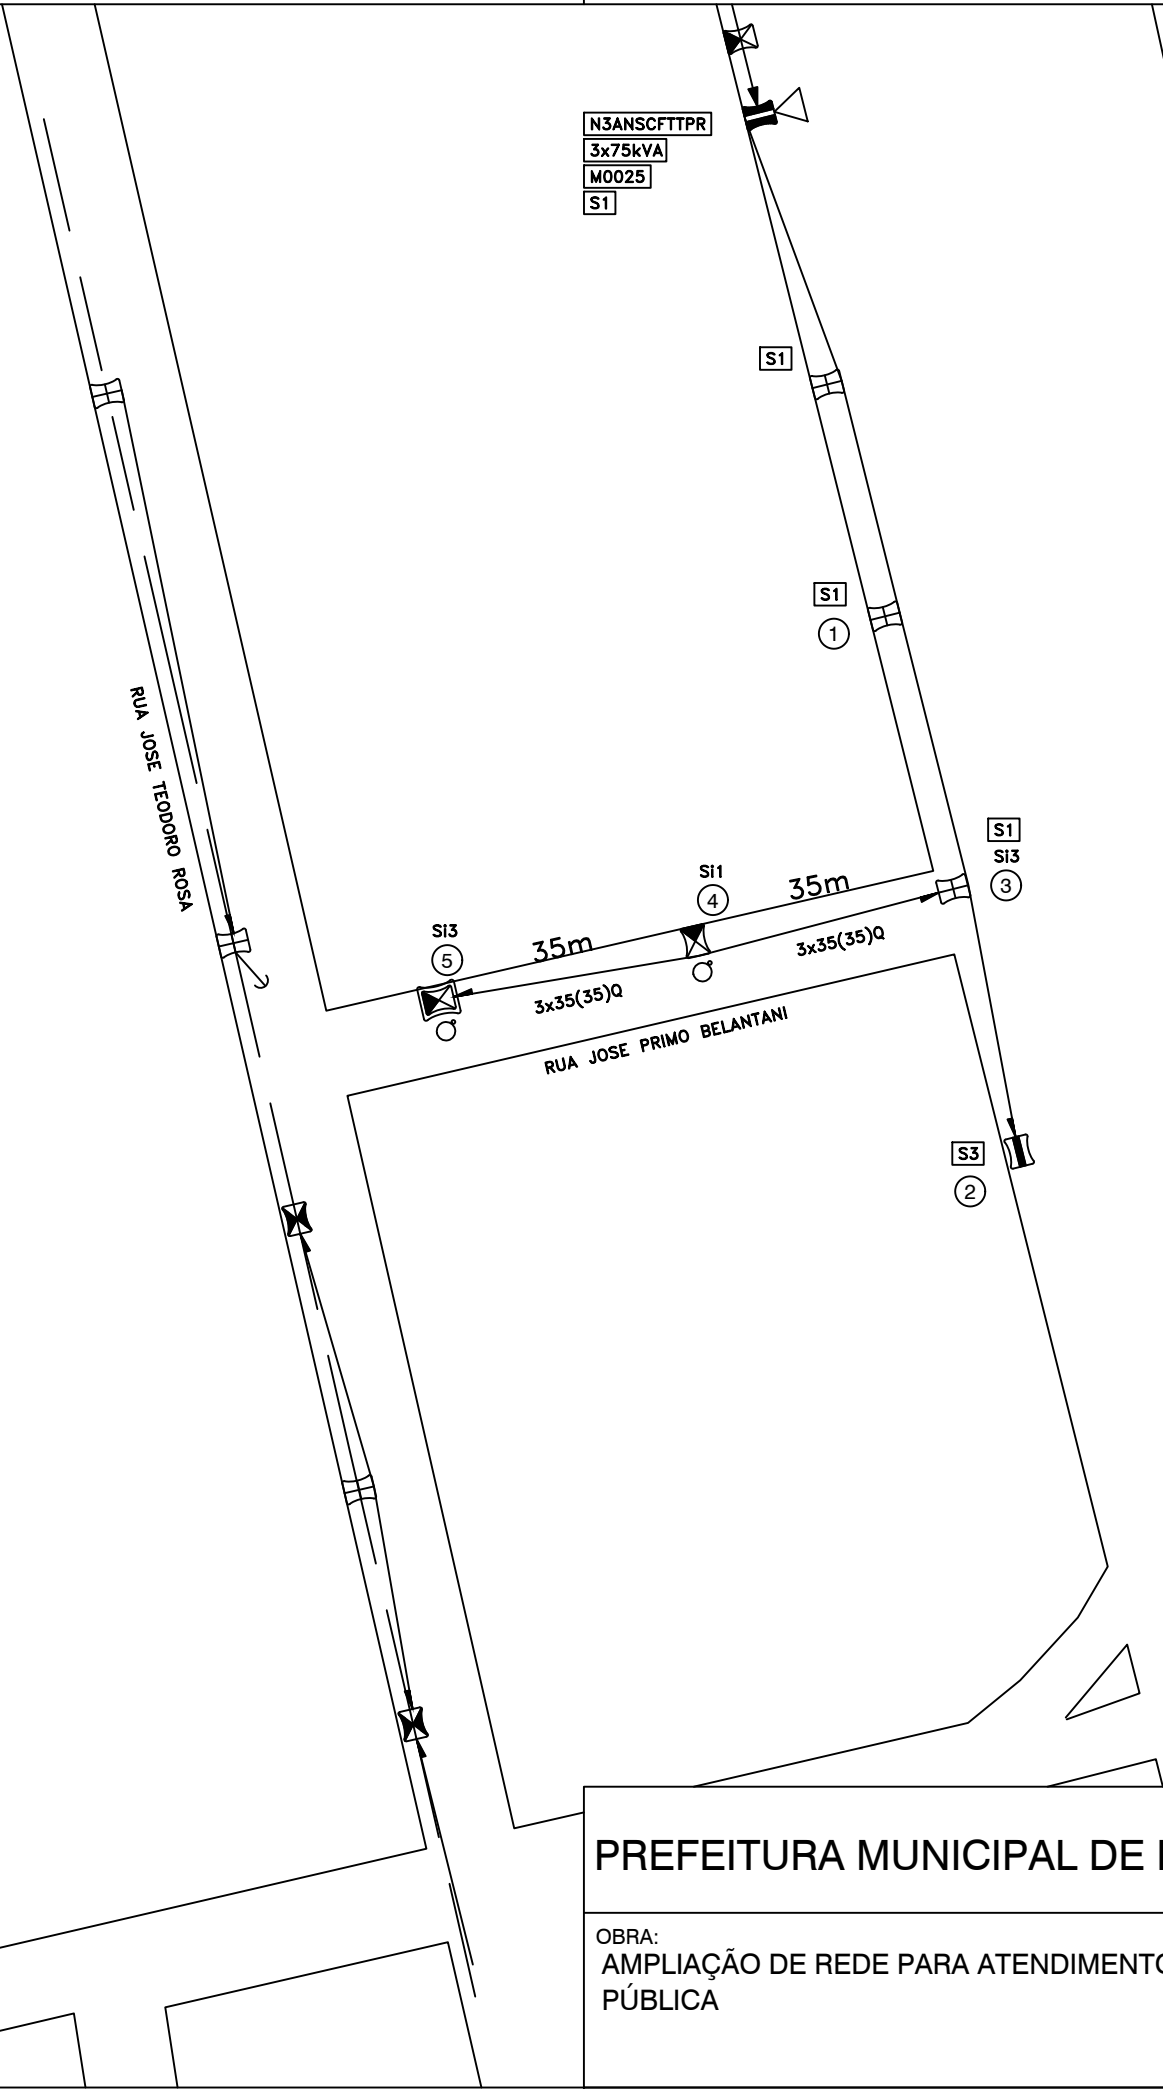 N3ANSCFTTPR
3x75kVA
M0025
S1
S1
S1
1
RUA JOSE TEODORO ROSA
S1
Si3
3
Si1
4
35m
Si3
5
35m
3x35(35)Q
3x35(35)Q
RUA JOSE PRIMO BELANTANI
S3
2
PREFEITURA MUNICIPAL DE
OBRA:
AMPLIAÇÃO DE REDE PARA ATENDIMENTO
PÚBLICA